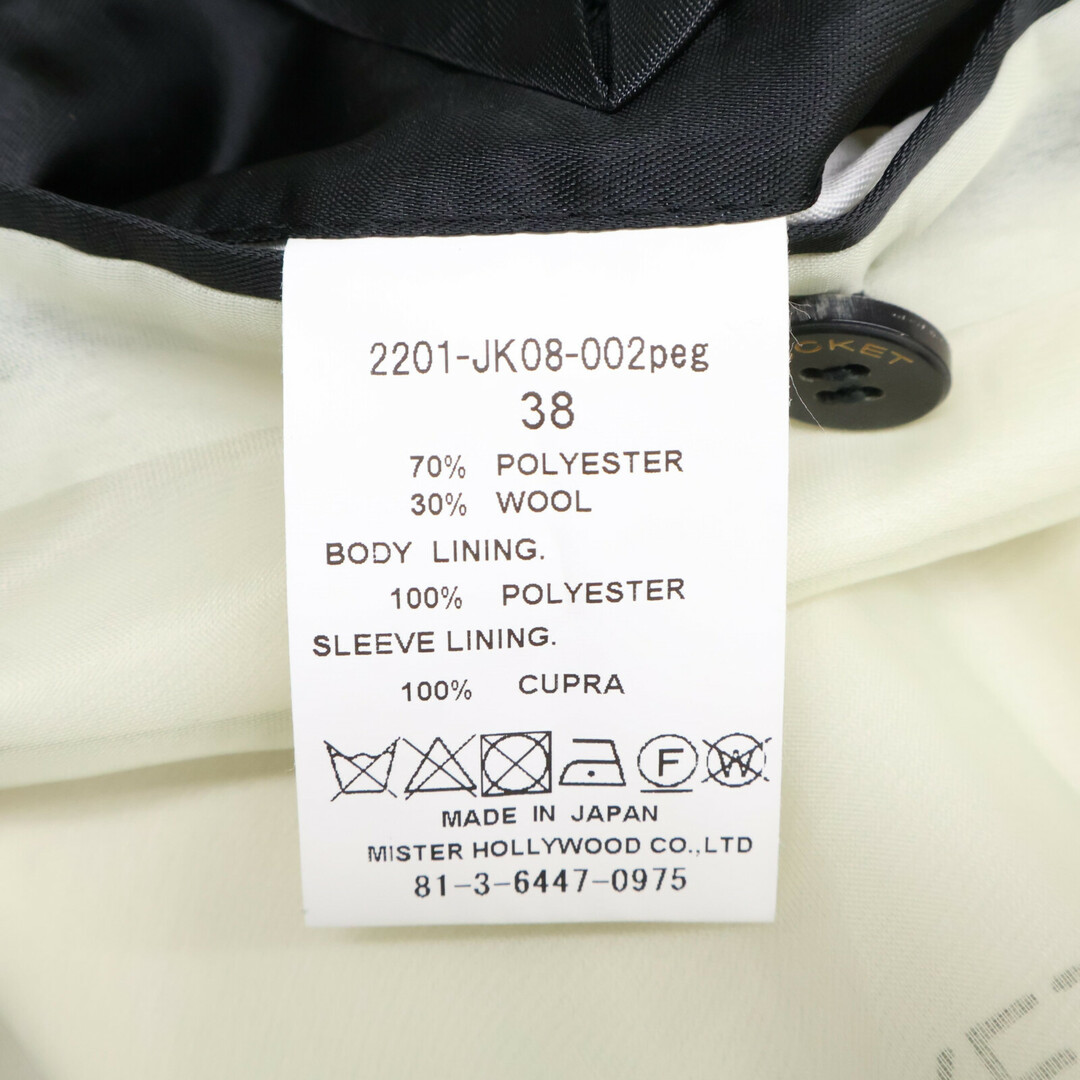 2201-JK08-002peg
38
70% POLYESTER
30% WOOL
BODY LINING.
100% POLYESTER
SLEEVE LINING.
100% CUPRA
F W
MADE IN JAPAN
MISTER HOLLYWOOD CO.,LTD
81-3-6447-0975